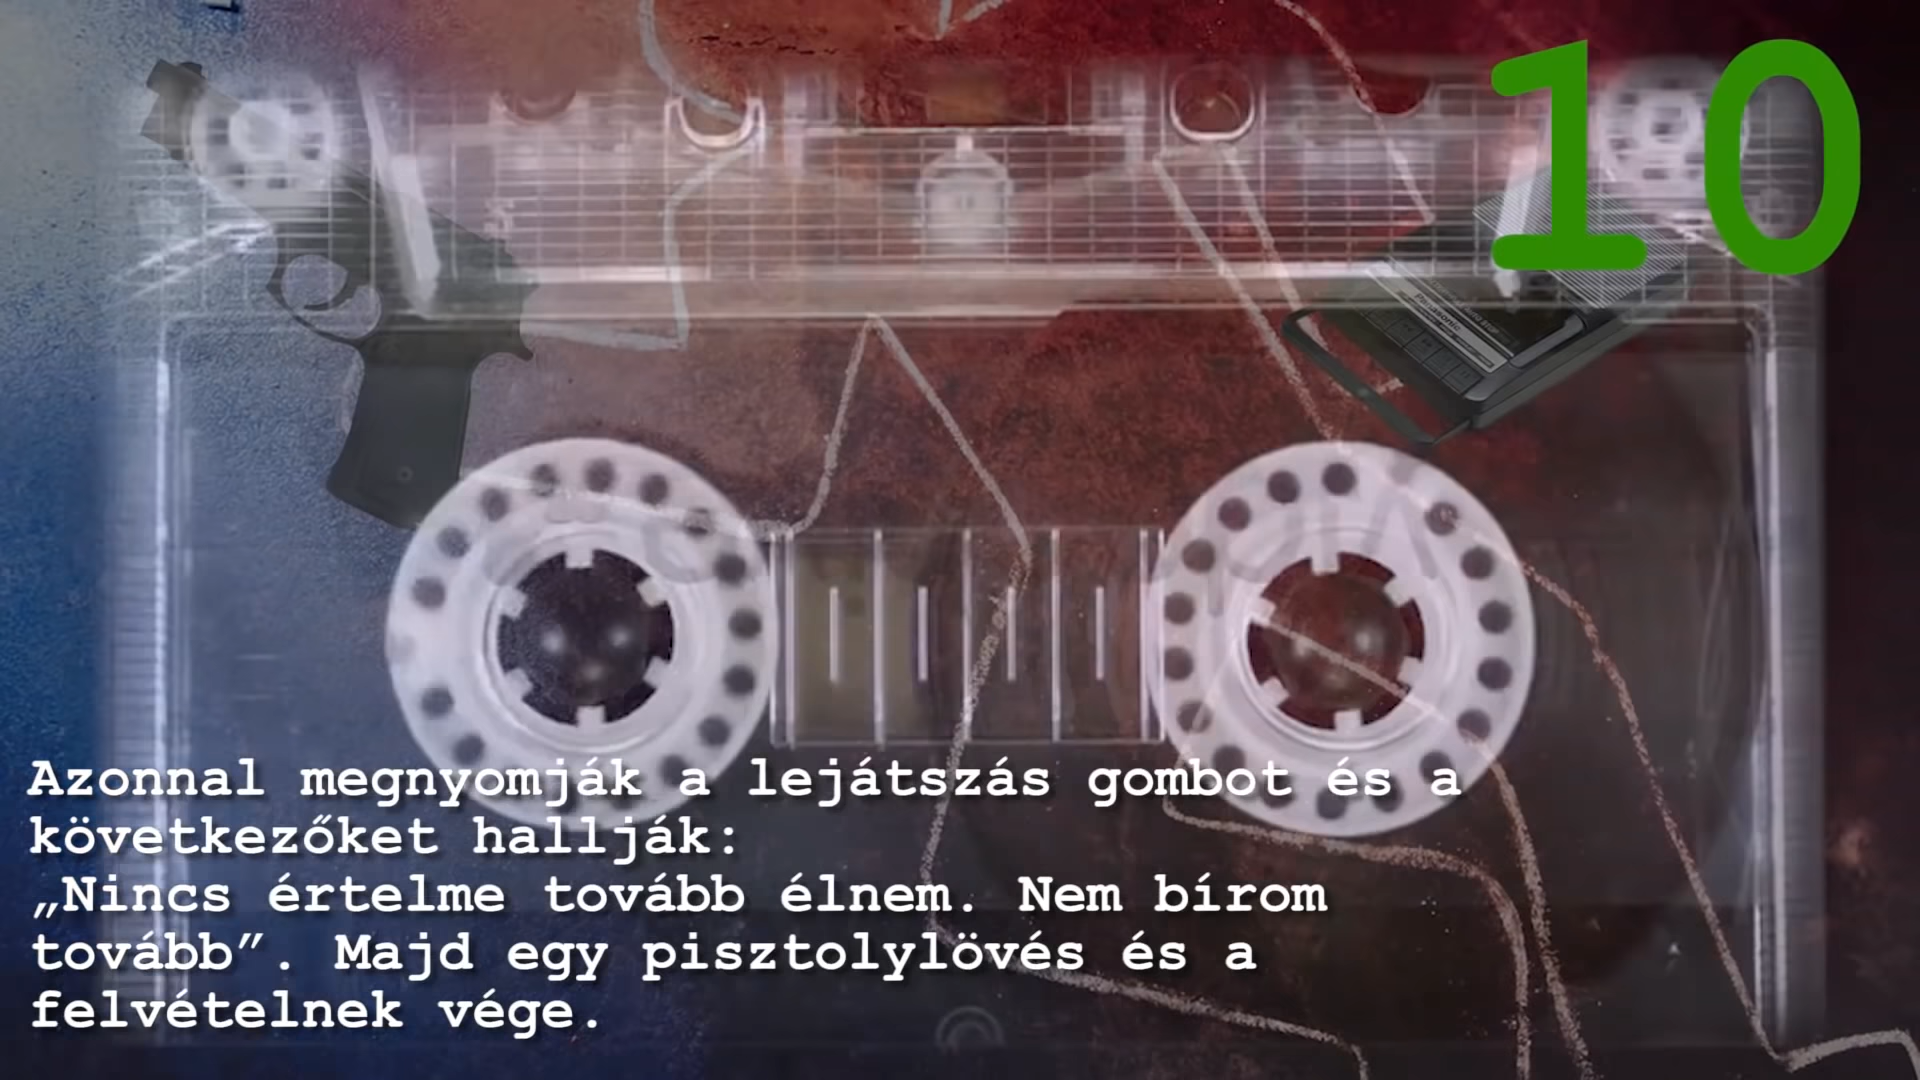 10
Panasonic
Azonnal megnyomják a lejátszás gombot és a
következőket hallják:
„Nincs értelme tovább élnem. Nem bírom
tovább”. Majd egy pisztolylövés és a
felvételnek vége.